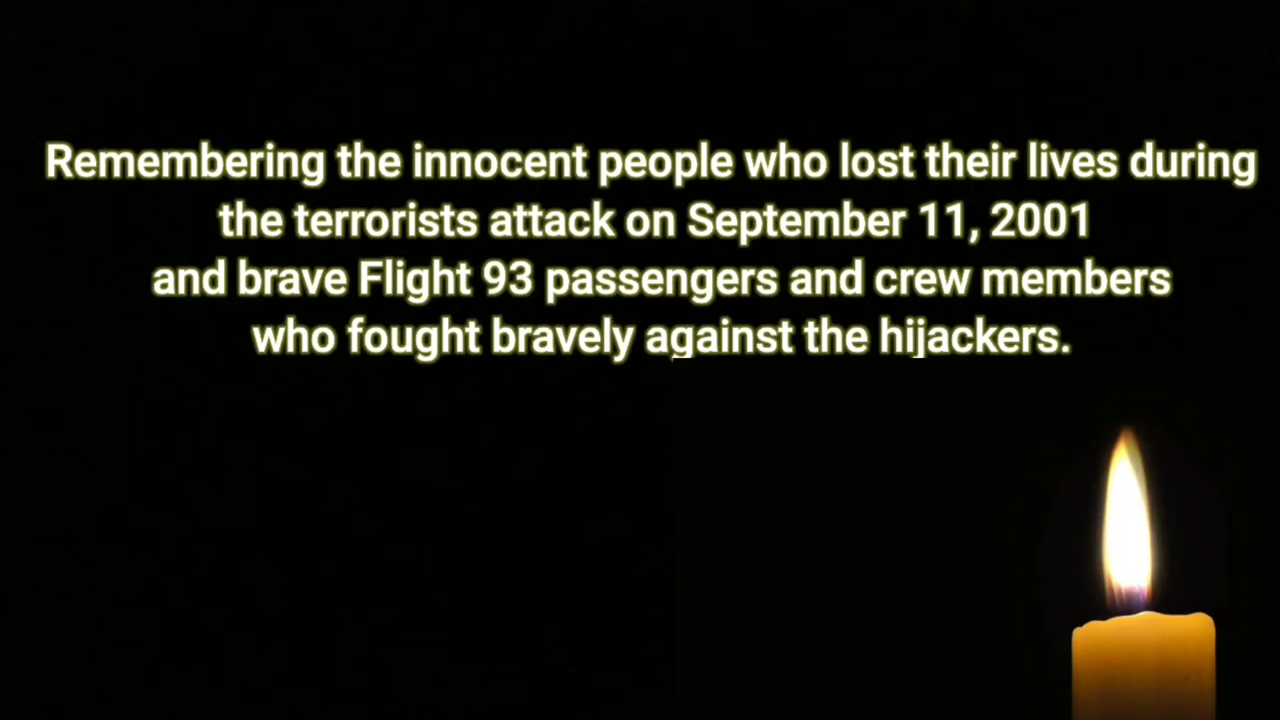 Remembering the innocent people who lost their lives during
the terrorists attack on September 11, 2001
and brave Flight 93 passengers and crew members
who fought bravely against the hijackers.